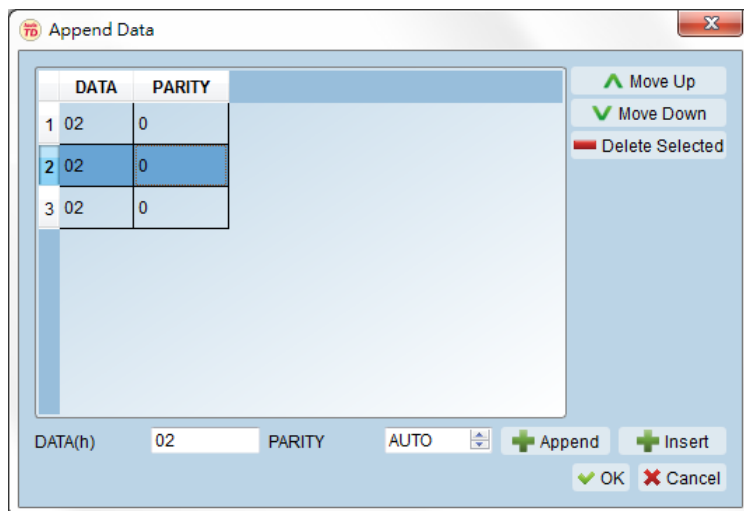 TD Append Data
DATA PARITY
1 02 0
2 02 0
3 02 0
Move Up
Move Down
Delete Selected
DATA(h) 02 PARITY AUTO Append Insert
OK Cancel